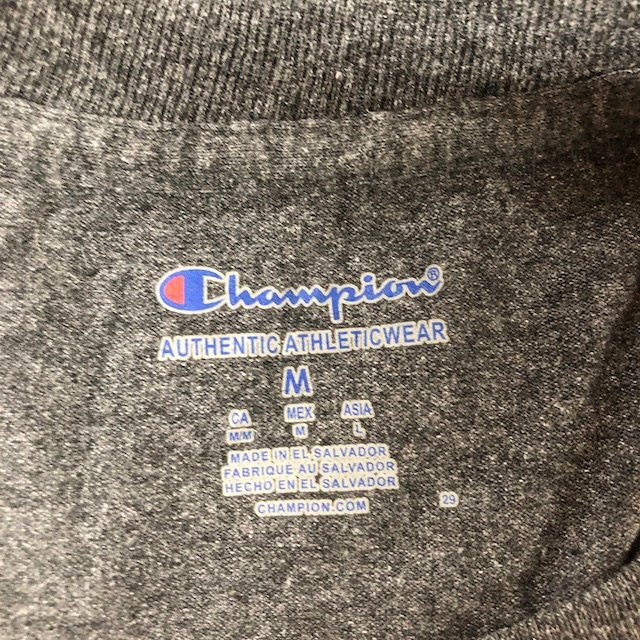 Champion®
AUTHENTIC ATHLETICWEAR
M
CA MEX ASIA
M/M M L
MADE IN EL SALVADOR
FABRIQUE AU SALVADOR
HECHO EN EL SALVADOR
CHAMPION.COM
29